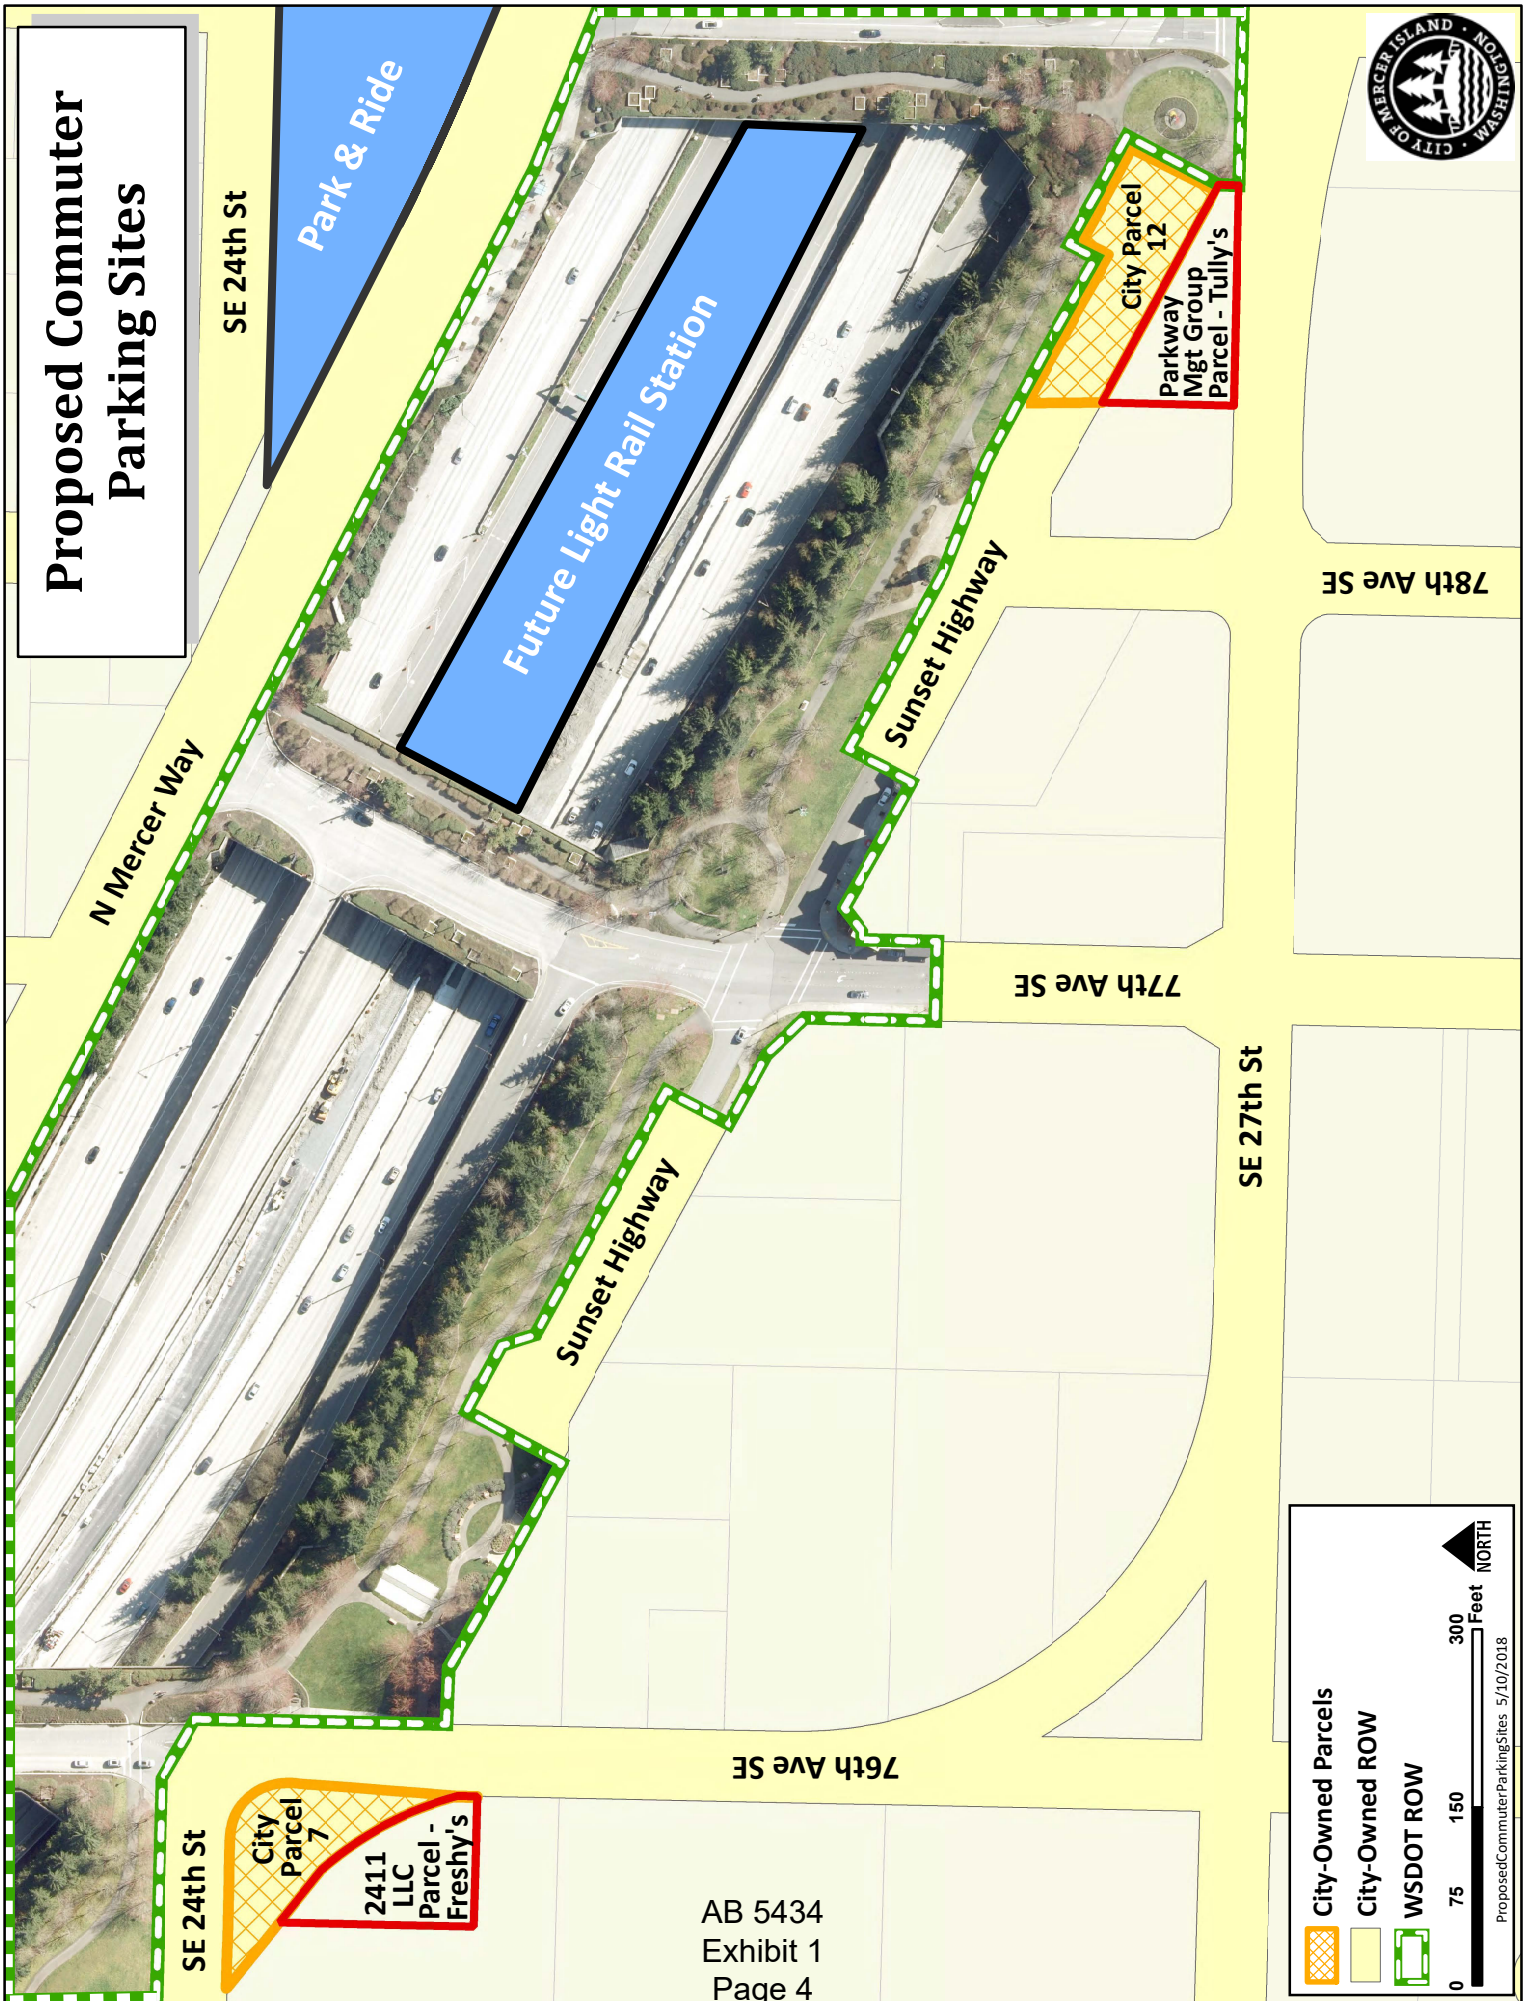 Proposed Commuter
Parking Sites
SE 24th St
Park & Ride
N Mercer Way
Future Light Rail Station
Sunset Highway
Sunset Highway
City Parcel
12
Parkway
Mgt Group
Parcel - Tully's
78th Ave SE
77th Ave SE
SE 27th St
76th Ave SE
SE 24th St
City
Parcel
7
2411
LLC
Parcel -
Freshy's
CITY OF MERCER ISLAND · WASHINGTON ·
City-Owned Parcels
City-Owned ROW
WSDOT ROW
0 75 150 300
Feet
NORTH
ProposedCommuterParkingSites 5/10/2018
AB 5434
Exhibit 1
Page 4